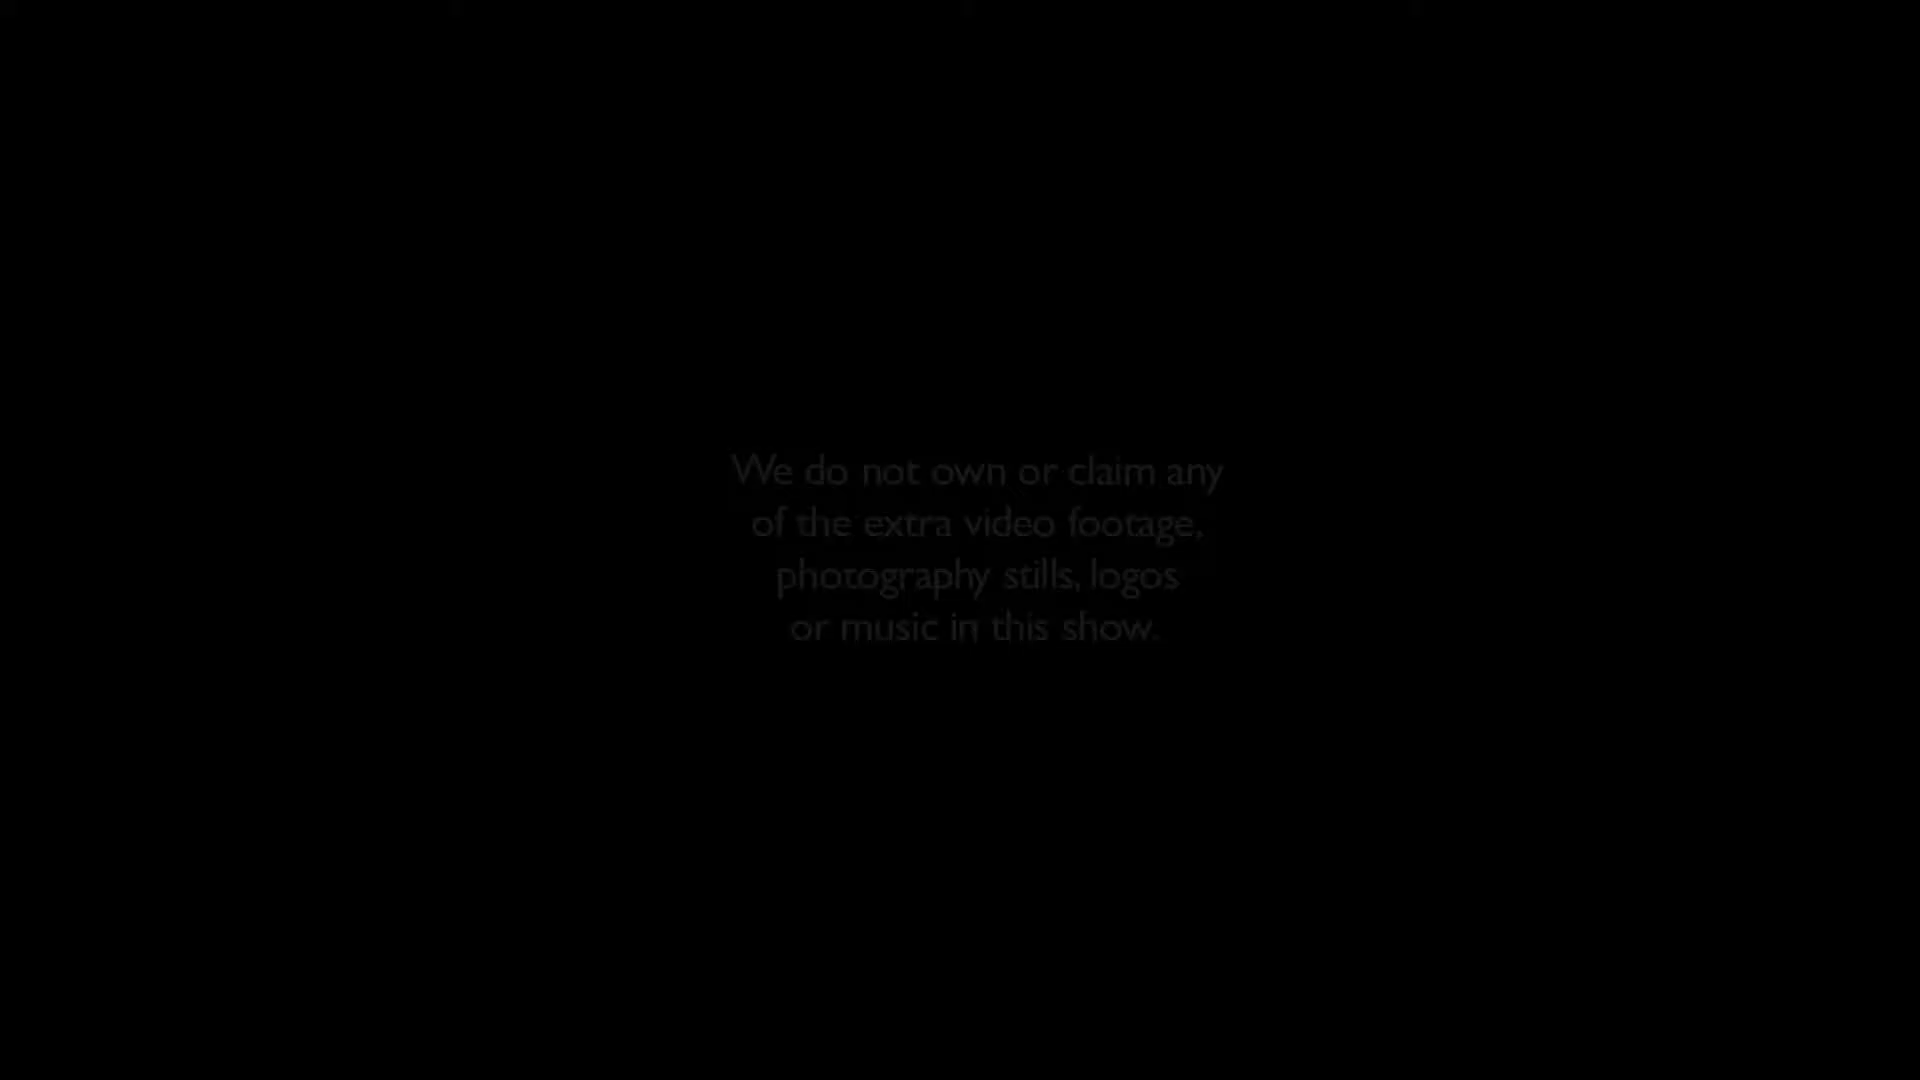 We do not own or claim any
of the extra video footage,
photography stills, logos
or music in this show.